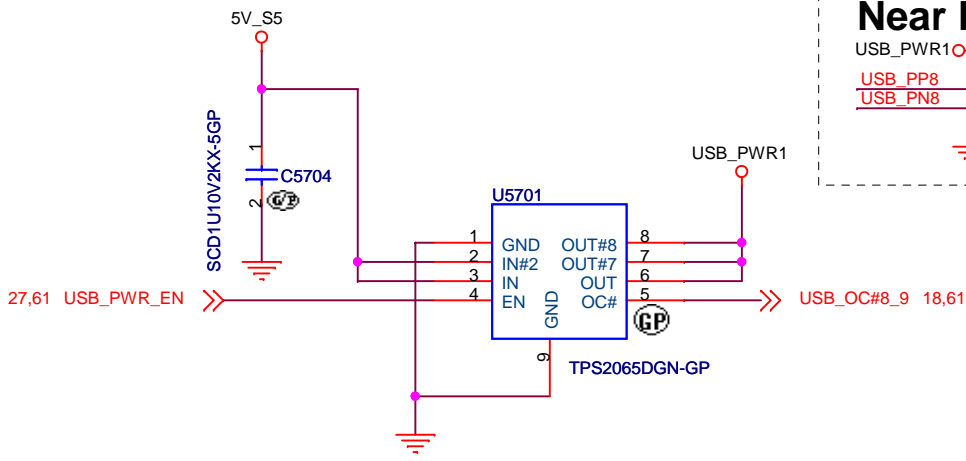 Near
5V_S5
USB_PWR1
USB_PP8
USB_PN8
SCD1U10V2KX-5GP
1
C5704
2
G/P
USB_PWR1
U5701
1 GND OUT#8 8
2 IN#2 OUT#7 7
3 IN OUT 6
4 EN OC# 5
GND
9
GP
27,61 USB_PWR_EN
USB_OC#8_9 18,61
TPS2065DGN-GP